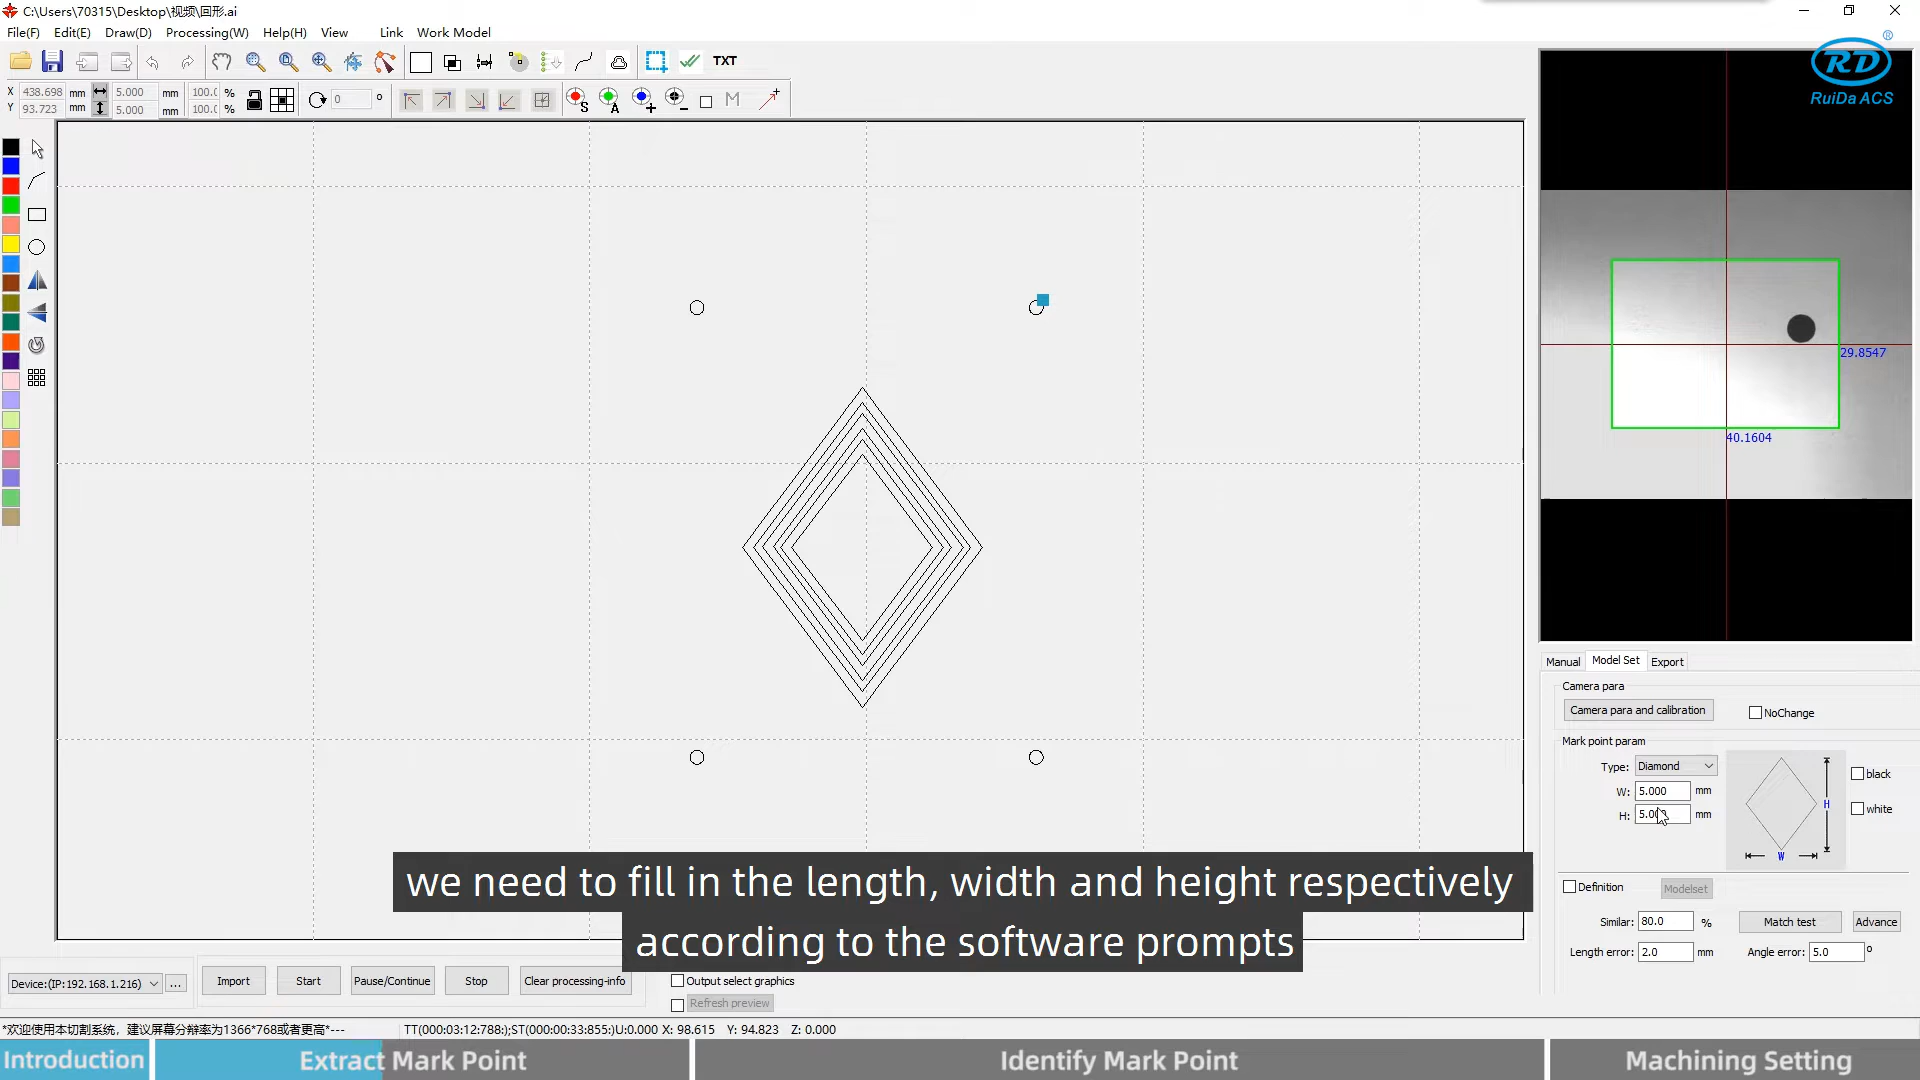 C:\Users\70315\Desktop\视频\回形.ai
File(F) Edit(E) Draw(D) Processing(W) Help(H) View Link Work Model
TXT
X 438.698 mm 5.000 mm 100.( %
Y 93.723 mm 5.000 mm 100.( %
0 °
S A M
RD ®
RuiDa ACS
29.8547
40.1604
Manual Model Set Export
Camera para
Camera para and calibration NoChange
Mark point param
Type: Diamond
W: 5.000 mm
H: 5.00 mm
H
W
black
white
Definition Modelset
Similar: 80.0 % Match test Advance
Length error: 2.0 mm Angle error: 5.0 °
we need to fill in the length, width and height respectively
according to the software prompts
Device:(IP:192.168.1.216) ... Import Start Pause/Continue Stop Clear processing-info
Output select graphics
Refresh preview
*欢迎使用本切割系统，建议屏幕分辩率为1366*768或者更高*--- TT(000:03:12:788:);ST(000:00:33:855:)U:0.000 X: 98.615 Y: 94.823 Z: 0.000
Introduction Extract Mark Point Identify Mark Point Machining Setting